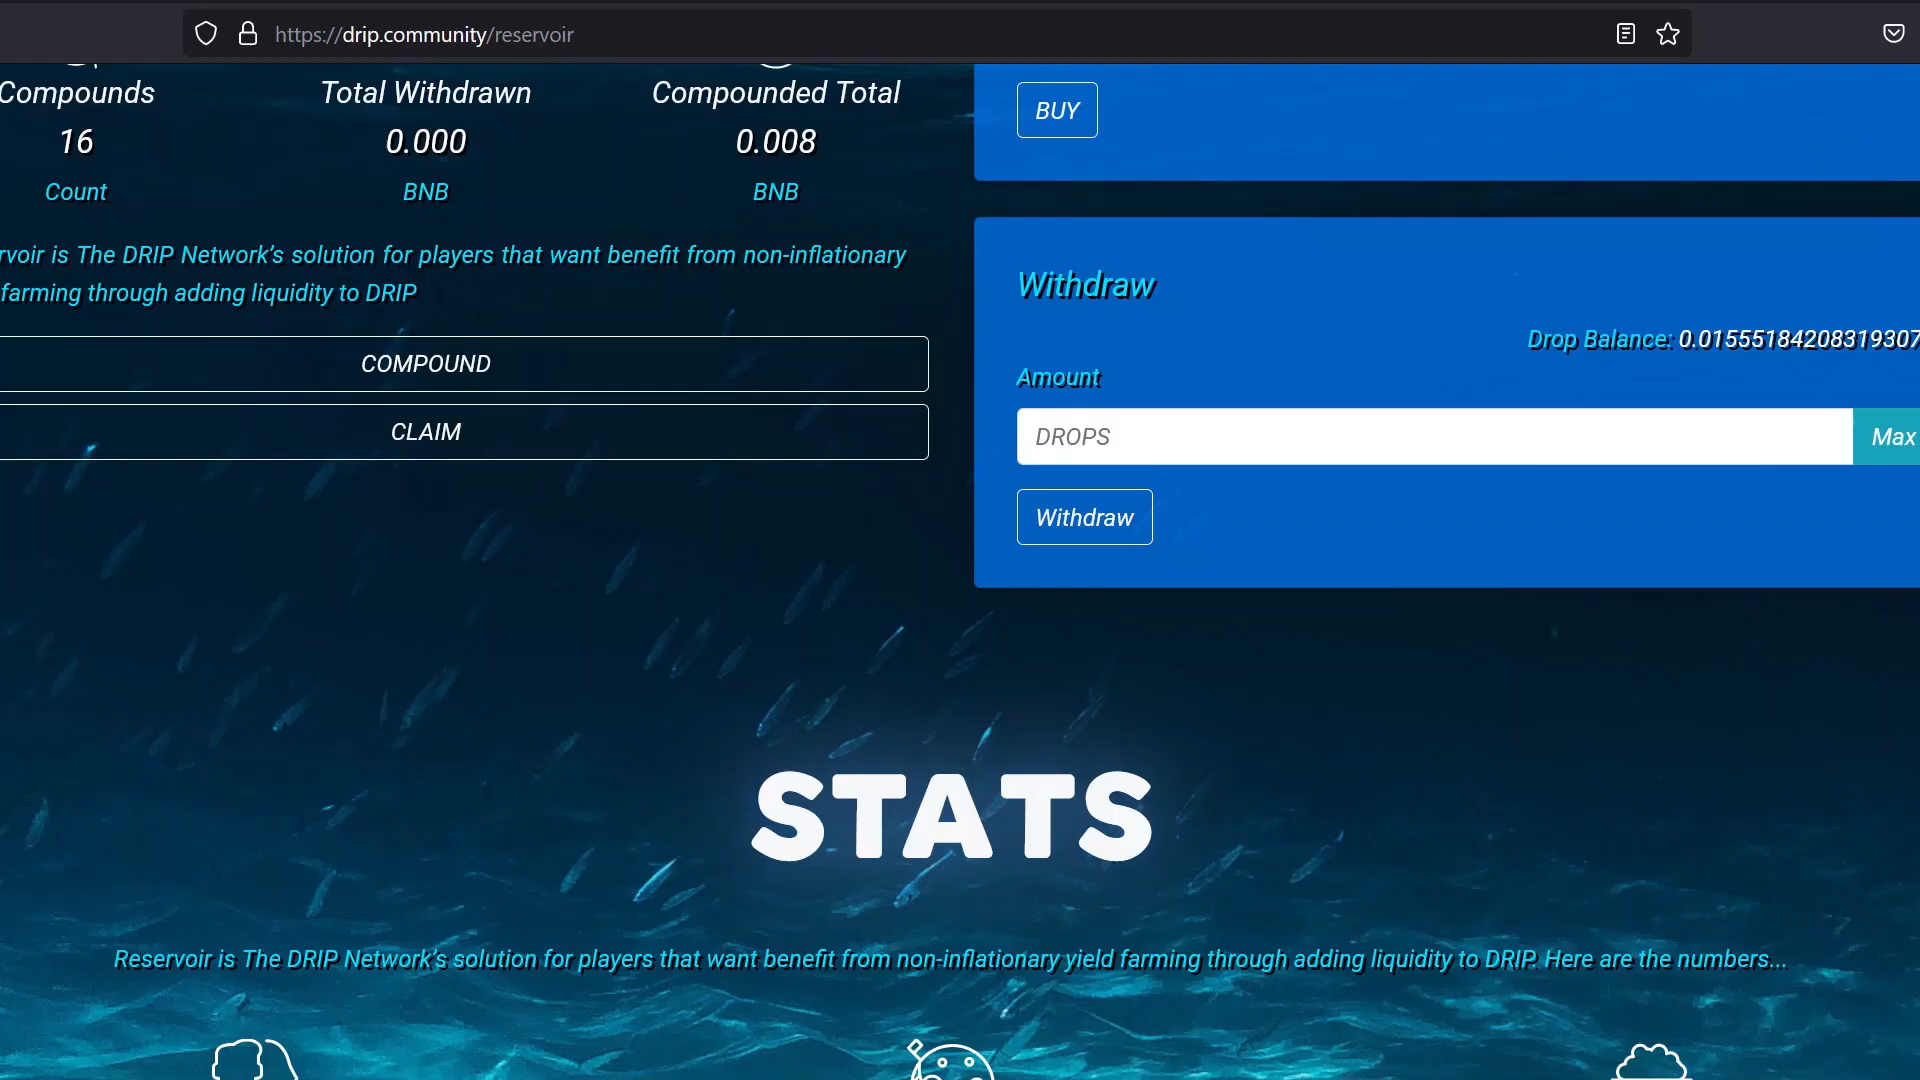 https://drip.community/reservoir
Compounds
16
Count
Total Withdrawn
0.000
BNB
Compounded Total
0.008
BNB
rvoir is The DRIP Network's solution for players that want benefit from non-inflationary
farming through adding liquidity to DRIP
COMPOUND
CLAIM
BUY
Withdraw
Drop Balance: 0.01555184208319307
Amount
DROPS
Max
Withdraw
STATS
Reservoir is The DRIP Network's solution for players that want benefit from non-inflationary yield farming through adding liquidity to DRIP. Here are the numbers...